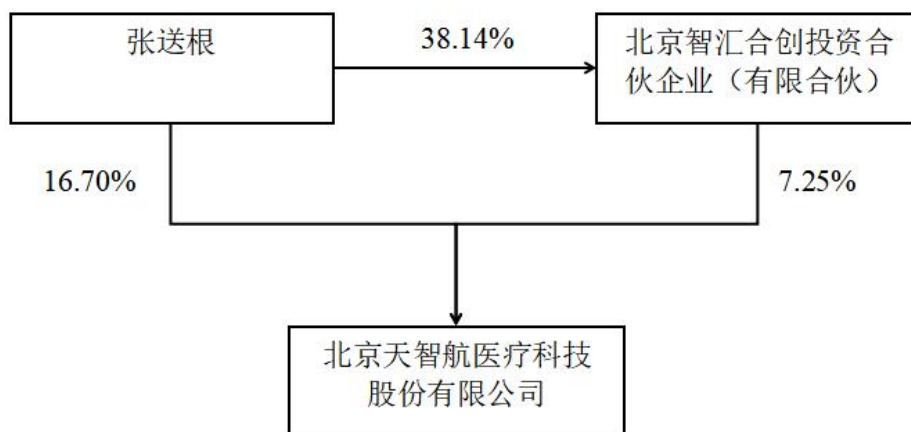 张送根
38.14%
北京智汇合创投资合
伙企业（有限合伙）
16.70%
7.25%
北京天智航医疗科技
股份有限公司